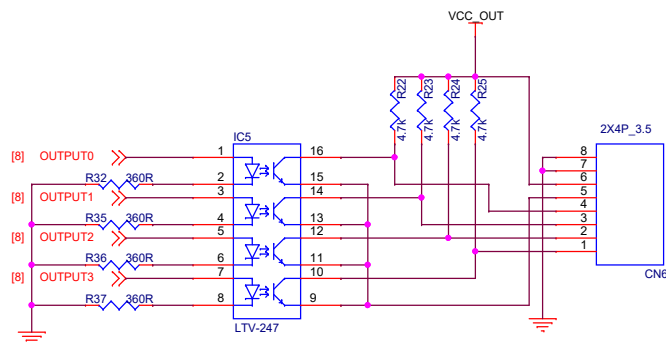 VCC_OUT
R22
4.7k
R23
4.7k
R24
4.7k
R25
4.7k
2X4P_3.5
IC5
[8] OUTPUT0 1 16 8
7
R32 360R 2 15 6
[8] OUTPUT1 3 14 5
4
R35 360R 4 13 3
[8] OUTPUT2 5 12 2
1
R36 360R 6 11
[8] OUTPUT3 7 10
CN6
R37 360R 8 9
LTV-247